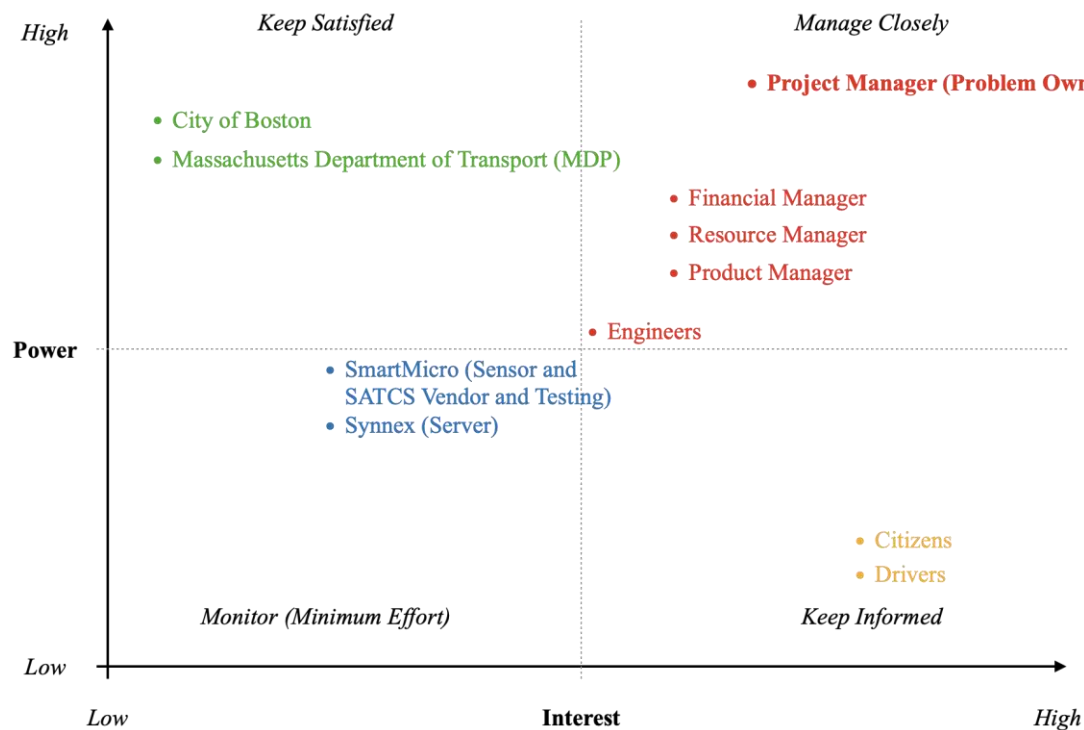 High
Keep Satisfied
Manage Closely
Project Manager (Problem Own
City of Boston
Massachusetts Department of Transport (MDP)
Financial Manager
Resource Manager
Product Manager
Engineers
Power
SmartMicro (Sensor and
SATCS Vendor and Testing)
Synnex (Server)
Citizens
Drivers
Monitor (Minimum Effort)
Keep Informed
Low
Low
Interest
High